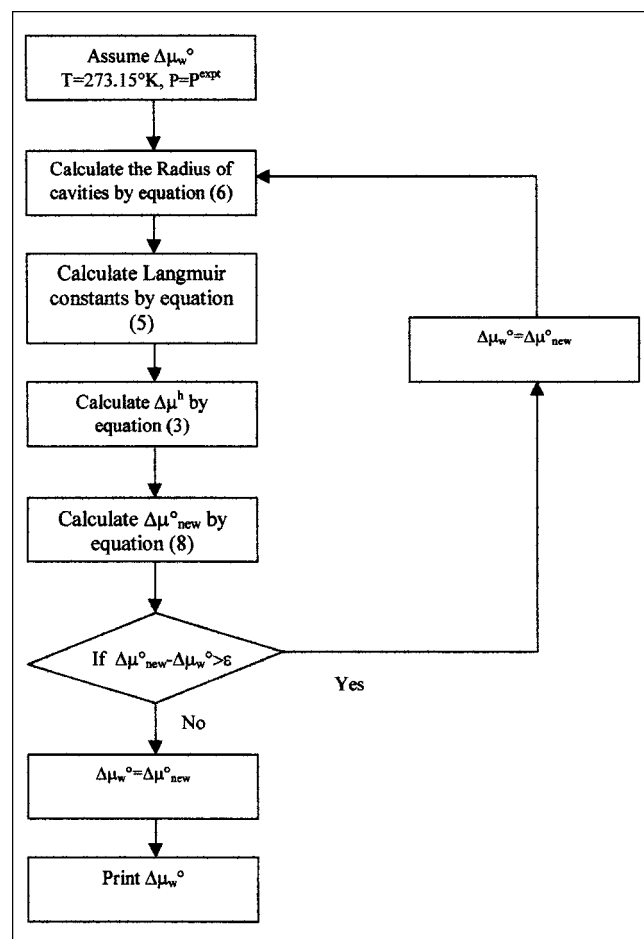 Assume Δμw°
T=273.15°K, P=P^expt
Calculate the Radius of
cavities by equation (6)
Calculate Langmuir
constants by equation
(5)
Δμw°=Δμ°new
Calculate Δμ^h by
equation (3)
Calculate Δμ°new by
equation (8)
If Δμ°new-Δμw°>ε
Yes
No
Δμw°=Δμ°new
Print Δμw°